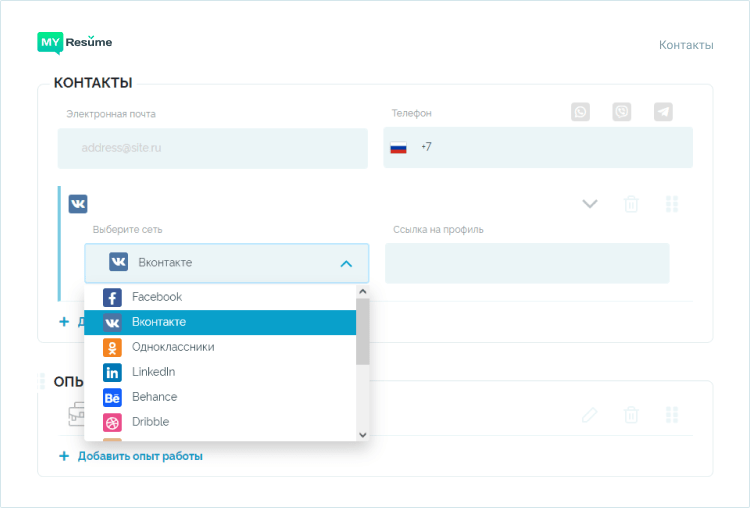 MY Resume
Контакты
КОНТАКТЫ
Электронная почта
Телефон
address@site.ru
+7
Выберите сеть
Ссылка на профиль
Вконтакте
Facebook
Вконтакте
Одноклассники
LinkedIn
Behance
Dribble
+ Добавить опыт работы